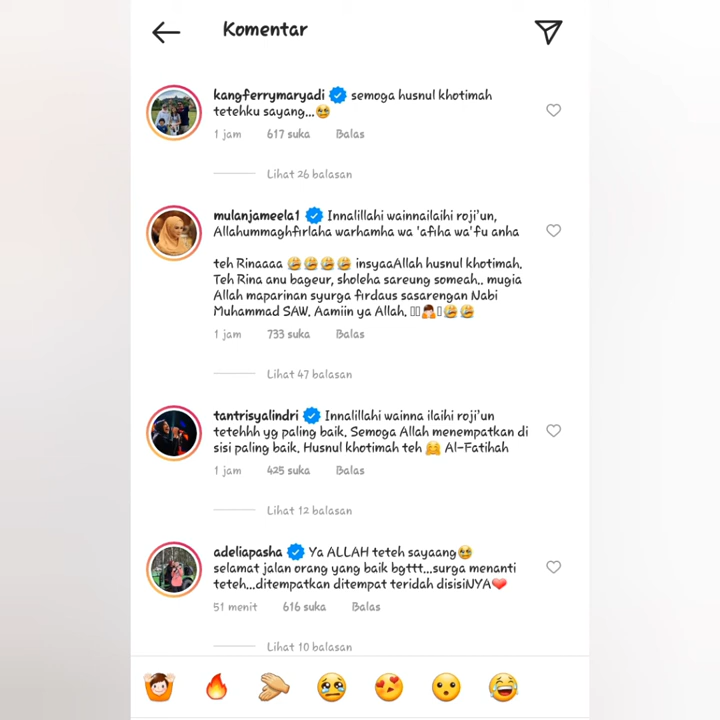 Komentar
kangferrymaryadi semoga husnul khotimah
tetehku sayang...🥹
1 jam 617 suka Balas
Lihat 26 balasan
mulanjameela1 Innalillahi wainnailaihi roji'un,
Allahummaghfirlaha warhamha wa 'afiha wa'fu anha
teh Rinaaaa 🤣🤣🤣🤣 insyaaAllah husnul khotimah.
Teh Rina anu bageur, sholeha sareung someah.. mugia
Allah maparinan syurga firdaus sasarengan Nabi
Muhammad SAW. Aamiin ya Allah.
1 jam 733 suka Balas
Lihat 47 balasan
tantrisyalindri Innalillahi wainna ilaihi roji'un
tetehhh yg paling baik. Semoga Allah menempatkan di
sisi paling baik. Husnul khotimah teh 🤗 Al-Fatihah
1 jam 425 suka Balas
Lihat 12 balasan
adeliapasha Ya ALLAH teteh sayaang🥹
selamat jalan orang yang baik bgttt...surga menanti
teteh...ditempatkan ditempat teridah disisiNYA❤
51 menit 616 suka Balas
Lihat 10 balasan